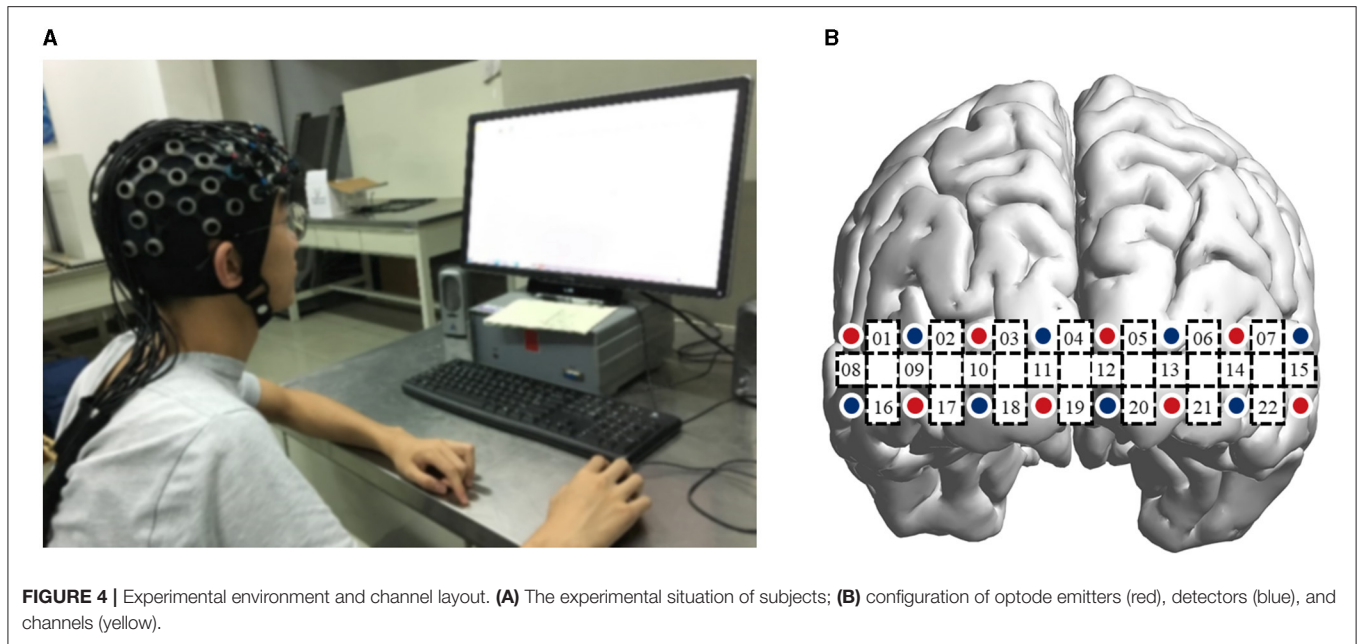 A
B
01 02 03 04 05 06 07
08 09 10 11 12 13 14 15
16 17 18 19 20 21 22
FIGURE 4 | Experimental environment and channel layout. (A) The experimental situation of subjects; (B) configuration of optode emitters (red), detectors (blue), and
channels (yellow).